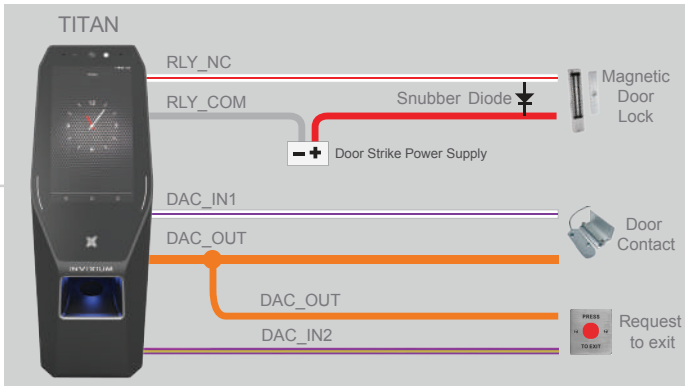 TITAN
RLY_NC
RLY_COM
Snubber Diode
Magnetic
Door
Lock
Door Strike Power Supply
DAC_IN1
DAC_OUT
Door
Contact
INVIXIUM
DAC_OUT
DAC_IN2
PRESS
TO EXIT
Request
to exit